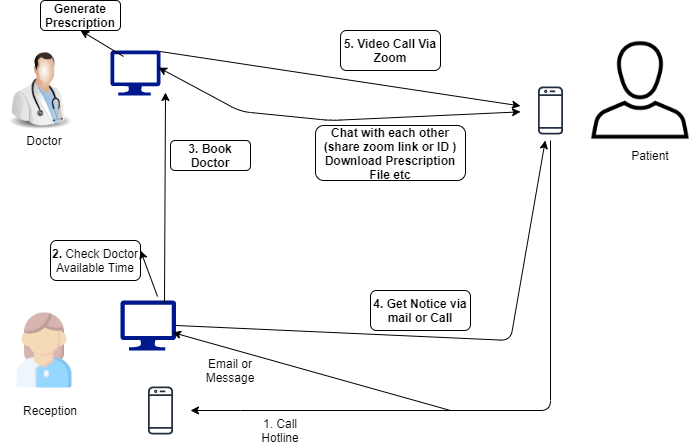 Generate
Prescription
5. Video Call Via
Zoom
Doctor
3. Book
Doctor
Chat with each other
(share zoom link or ID )
Download Prescription
File etc
Patient
2. Check Doctor
Available Time
4. Get Notice via
mail or Call
Email or
Message
Reception
1. Call
Hotline